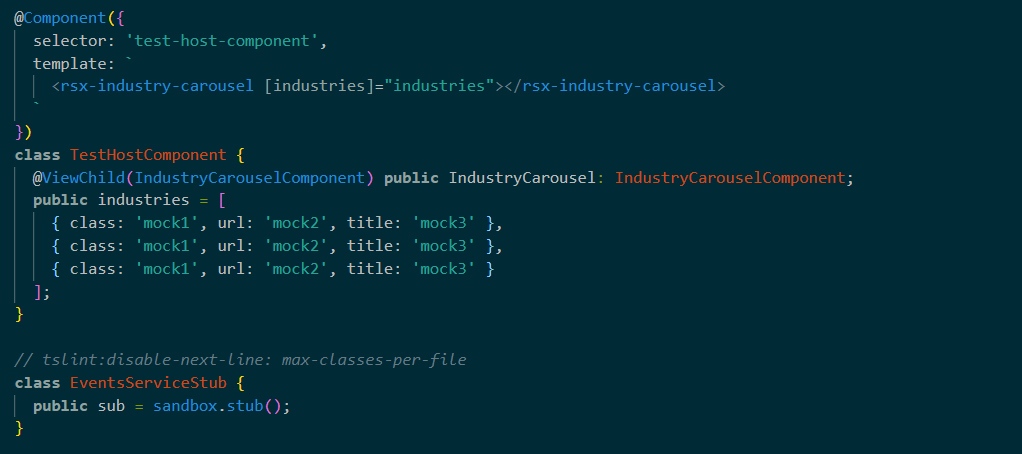 @Component({
  selector: 'test-host-component',
  template: `
    <rsx-industry-carousel [industries]="industries"></rsx-industry-carousel>
  `
})
class TestHostComponent {
  @ViewChild(IndustryCarouselComponent) public IndustryCarousel: IndustryCarouselComponent;
  public industries = [
    { class: 'mock1', url: 'mock2', title: 'mock3' },
    { class: 'mock1', url: 'mock2', title: 'mock3' },
    { class: 'mock1', url: 'mock2', title: 'mock3' }
  ];
}
// tslint:disable-next-line: max-classes-per-file
class EventsServiceStub {
  public sub = sandbox.stub();
}